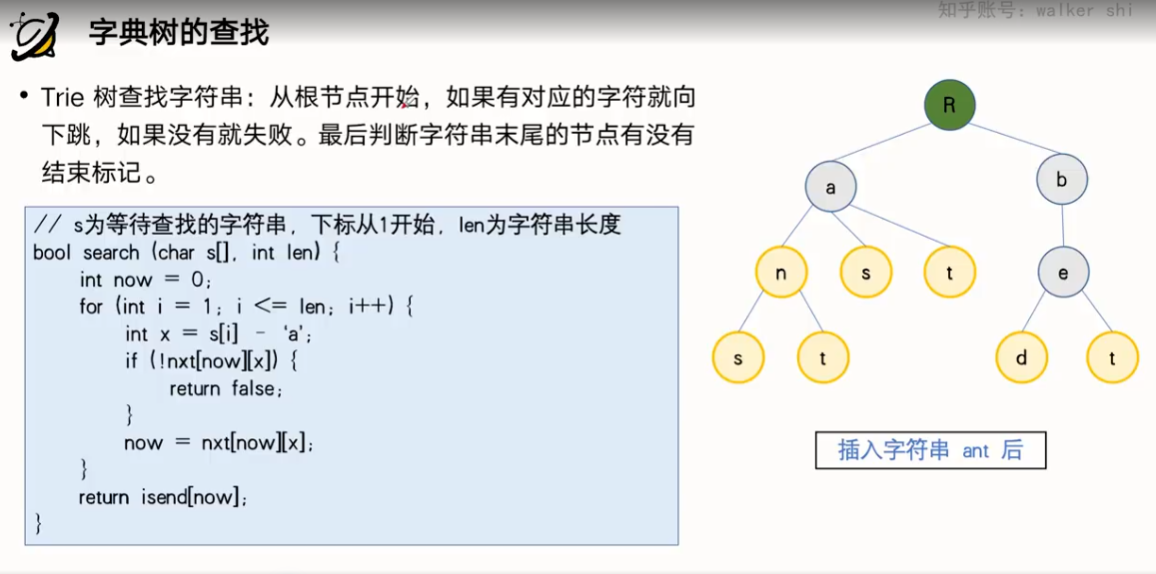 知乎账号：walker shi
字典树的查找
• Trie 树查找字符串：从根节点开始，如果有对应的字符就向
下跳，如果没有就失败。最后判断字符串末尾的节点有没有
结束标记。
// s为等待查找的字符串，下标从1开始，len为字符串长度
bool search (char s[], int len) {
int now = 0;
for (int i = 1; i <= len; i++) {
int x = s[i] - 'a';
if (!nxt[now][x]) {
return false;
}
now = nxt[now][x];
}
return isend[now];
}
R
a b
n s t e
s t d t
插入字符串 ant 后